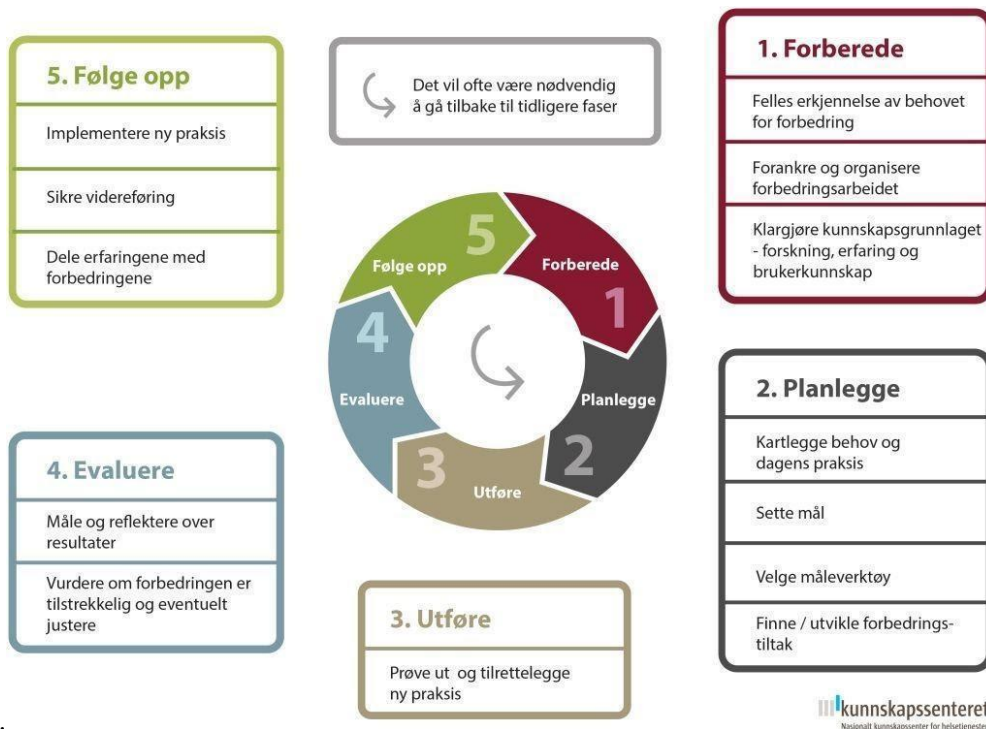 5. Følge opp
Implementere ny praksis
Sikre videreføring
Dele erfaringene med
forbedringene
Det vil ofte være nødvendig
å gå tilbake til tidligere faser
1. Forberede
Felles erkjennelse av behovet
for forbedring
Forankre og organisere
forbedringsarbeidet
Klargjøre kunnskapsgrunnlaget
- forskning, erfaring og
brukerkunnskap
5
Følge opp
Forberede
1
4
Evaluere
Planlegge
2
3
Utføre
2. Planlegge
Kartlegge behov og
dagens praksis
Sette mål
Velge måleverktøy
Finne / utvikle forbedrings-
tiltak
4. Evaluere
Måle og reflektere over
resultater
Vurdere om forbedringen er
tilstrekkelig og eventuelt
justere
3. Utføre
Prøve ut og tilrettelegge
ny praksis
kunnskapssenteret
Nasjonalt kunnskapssenter for helsetjenesten
.